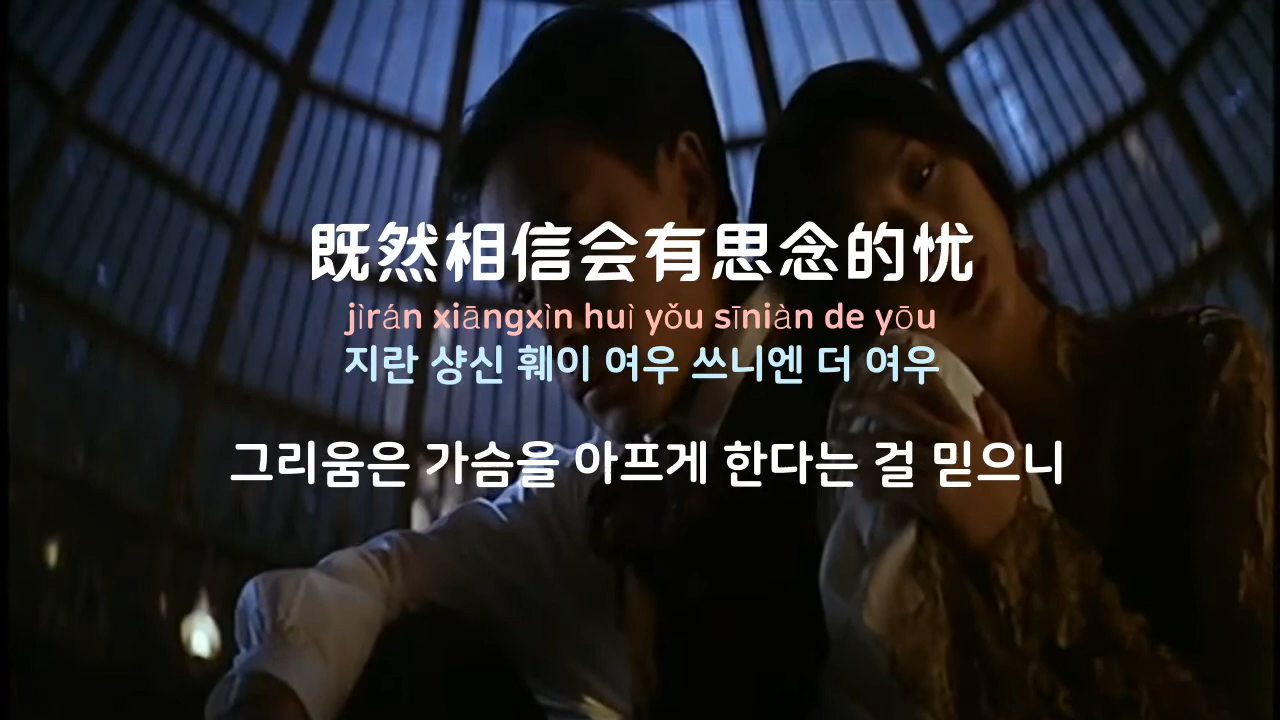 既然相信会有思念的忧
jìrán xiāngxìn huì yǒu sīniàn de yōu
지란 샹신 훼이 여우 쓰니엔 더 여우
그리움은 가슴을 아프게 한다는 걸 믿으니